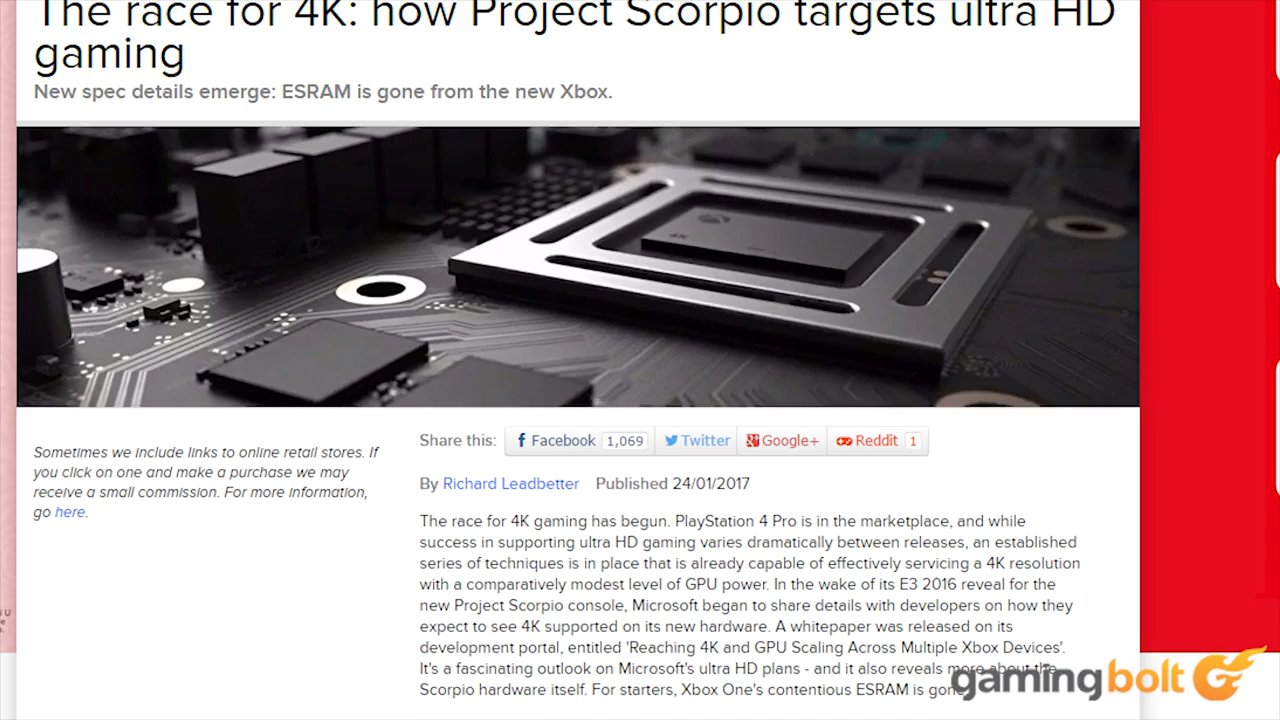 The race for 4K: how Project Scorpio targets ultra HD
gaming
New spec details emerge: ESRAM is gone from the new Xbox.
4K
Sometimes we include links to online retail stores. If
you click on one and make a purchase we may
receive a small commission. For more information,
go here.
Share this: Facebook 1,069 Twitter Google+ Reddit 1
By Richard Leadbetter Published 24/01/2017
The race for 4K gaming has begun. PlayStation 4 Pro is in the marketplace, and while
success in supporting ultra HD gaming varies dramatically between releases, an established
series of techniques is in place that is already capable of effectively servicing a 4K resolution
with a comparatively modest level of GPU power. In the wake of its E3 2016 reveal for the
new Project Scorpio console, Microsoft began to share details with developers on how they
expect to see 4K supported on its new hardware. A whitepaper was released on its
development portal, entitled 'Reaching 4K and GPU Scaling Across Multiple Xbox Devices'.
It's a fascinating outlook on Microsoft's ultra HD plans - and it also reveals more about the
Scorpio hardware itself. For starters, Xbox One's contentious ESRAM is gone
gamingbolt